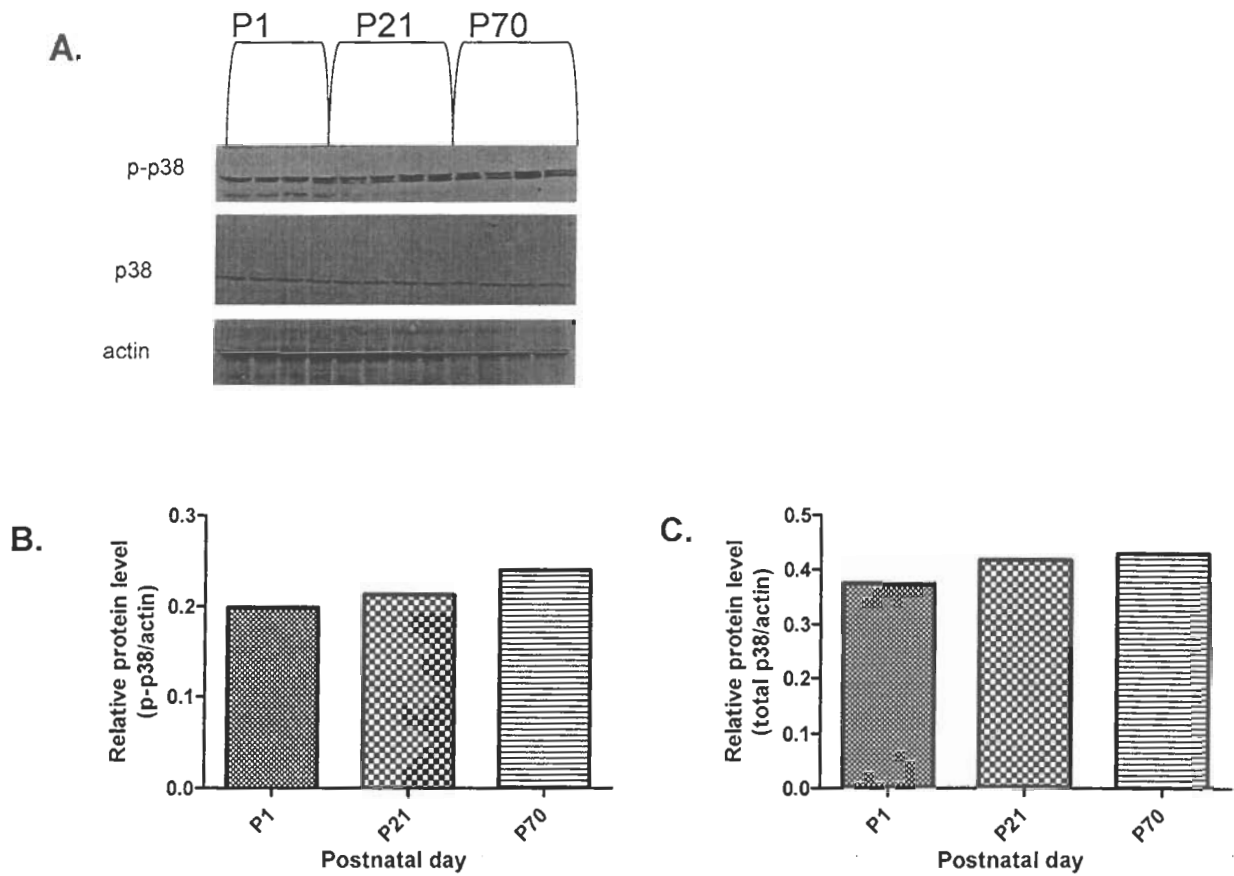 A.
P1 P21 P70
p-p38
p38
actin
B.
Relative protein level
(p-p38/actin)
0.3
0.2
0.1
0.0
P1 P21 P70
Postnatal day
C.
Relative protein level
(total p38/actin)
0.5
0.4
0.3
0.2
0.1
0.0
P1 P21 P70
Postnatal day